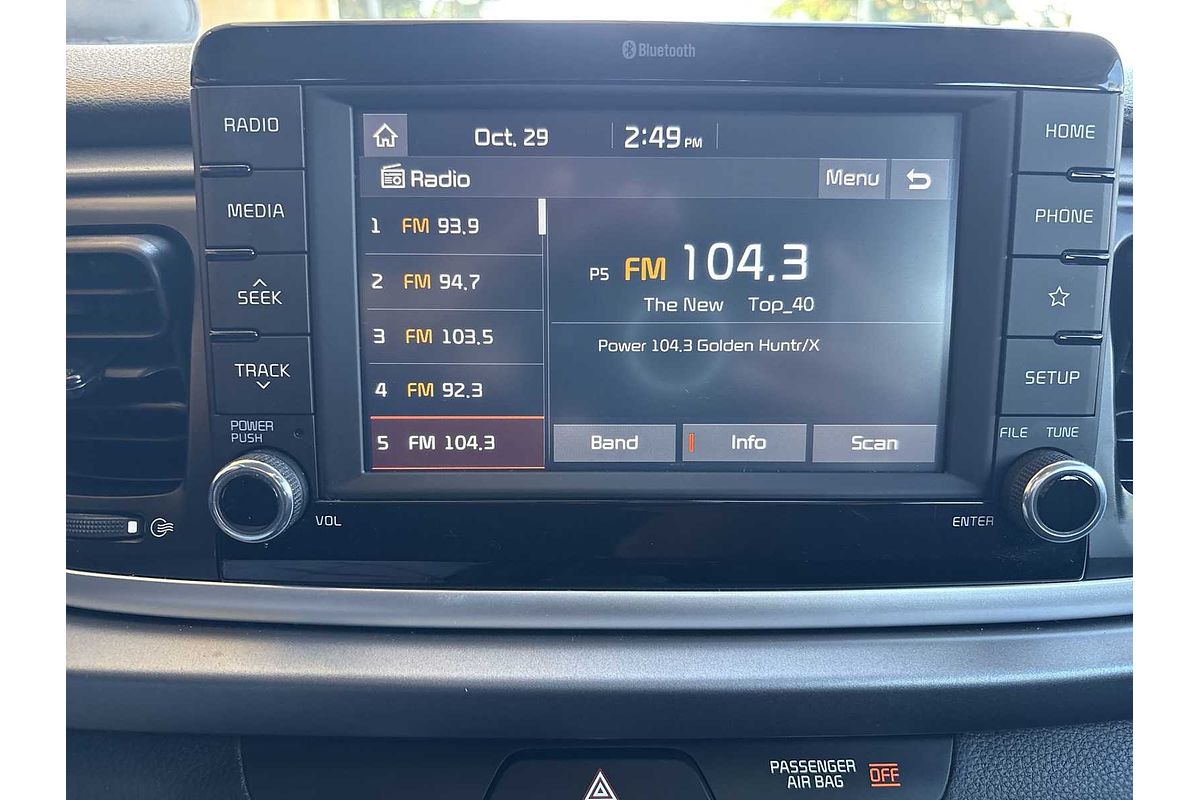 Bluetooth
RADIO
MEDIA
SEEK
TRACK
POWER
PUSH
VOL
Oct. 29 2:49 PM
Radio Menu
1 FM 93.9
2 FM 94.7
3 FM 103.5
4 FM 92.3
5 FM 104.3
P5 FM 104.3
The New Top_40
Power 104.3 Golden Huntr/X
Band Info Scan
HOME
PHONE
SETUP
FILE TUNE
ENTER
PASSENGER
AIR BAG OFF